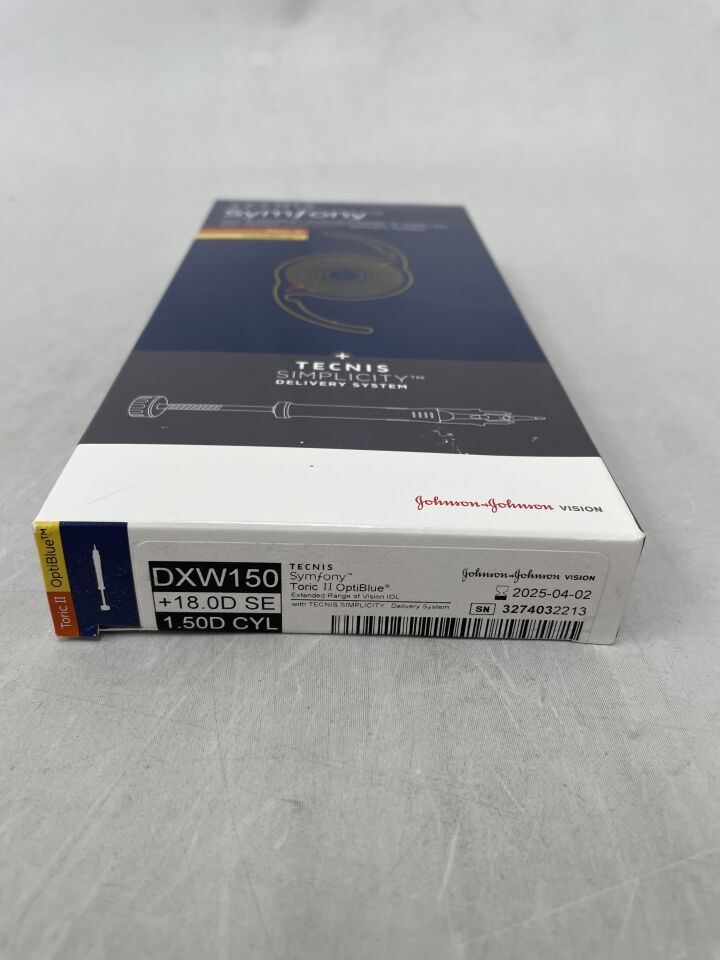 Symfony™
+
TECNIS
SIMPLICITY™
DELIVERY SYSTEM
Johnson&Johnson VISION
Toric II OptiBlue™
DXW150
+18.0D SE
1.50D CYL
TECNIS
Symfony™
Toric II OptiBlue®
Extended Range of Vision IOL
with TECNIS SIMPLICITY™ Delivery System
Johnson&Johnson VISION
2025-04-02
SN 3274032213